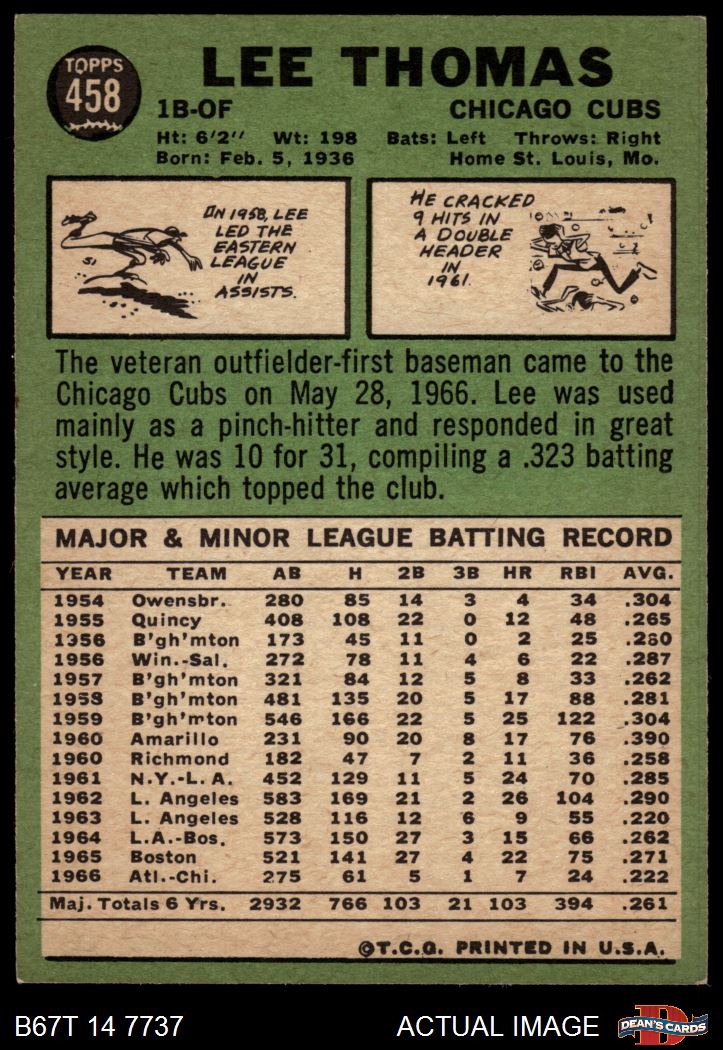 TOPPS
458
LEE THOMAS
1B-OF CHICAGO CUBS
Ht: 6'2" Wt: 198 Bats: Left Throws: Right
Born: Feb. 5, 1936 Home St. Louis, Mo.
IN 1958, LEE
LED THE
EASTERN
LEAGUE
IN
ASSISTS.
HE CRACKED
9 HITS IN
A DOUBLE
HEADER
IN
1961.
The veteran outfielder-first baseman came to the
Chicago Cubs on May 28, 1966. Lee was used
mainly as a pinch-hitter and responded in great
style. He was 10 for 31, compiling a .323 batting
average which topped the club.
MAJOR & MINOR LEAGUE BATTING RECORD
YEAR TEAM AB H 2B 3B HR RBI AVG.
1954 Owensbr. 280 85 14 3 4 34 .304
1955 Quincy 408 108 22 0 12 48 .265
1956 B'gh'mton 173 45 11 0 2 25 .260
1956 Win.-Sal. 272 78 11 4 6 22 .287
1957 B'gh'mton 321 84 12 5 8 33 .262
1958 B'gh'mton 481 135 20 5 17 88 .281
1959 B'gh'mton 546 166 22 5 25 122 .304
1960 Amarillo 231 90 20 8 17 76 .390
1960 Richmond 182 47 7 2 11 36 .258
1961 N.Y.-L.A. 452 129 11 5 24 70 .285
1962 L. Angeles 583 169 21 2 26 104 .290
1963 L. Angeles 528 116 12 6 9 55 .220
1964 L.A.-Bos. 573 150 27 3 15 66 .262
1965 Boston 521 141 27 4 22 75 .271
1966 Atl.-Chi. 275 61 5 1 7 24 .222
Maj. Totals 6 Yrs. 2932 766 103 21 103 394 .261
©T.C.G. PRINTED IN U.S.A.
B67T 14 7737 ACTUAL IMAGE DEAN'S CARDS